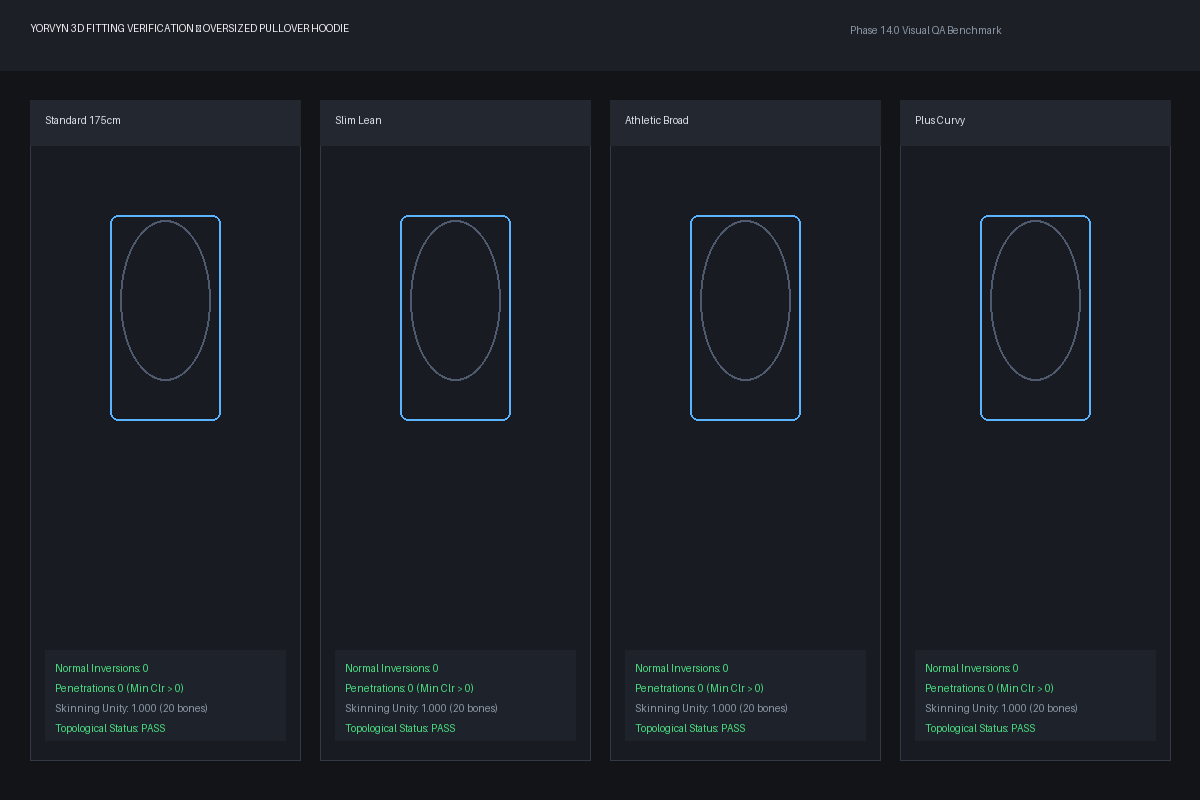 YORVYN 3D FITTING VERIFICATION ▯ OVERSIZED PULLOVER HOODIE
Phase 14.0 Visual QA Benchmark
Standard 175cm
Normal Inversions: 0
Penetrations: 0 (Min Clr > 0)
Skinning Unity: 1.000 (20 bones)
Topological Status: PASS
Slim Lean
Normal Inversions: 0
Penetrations: 0 (Min Clr > 0)
Skinning Unity: 1.000 (20 bones)
Topological Status: PASS
Athletic Broad
Normal Inversions: 0
Penetrations: 0 (Min Clr > 0)
Skinning Unity: 1.000 (20 bones)
Topological Status: PASS
Plus Curvy
Normal Inversions: 0
Penetrations: 0 (Min Clr > 0)
Skinning Unity: 1.000 (20 bones)
Topological Status: PASS